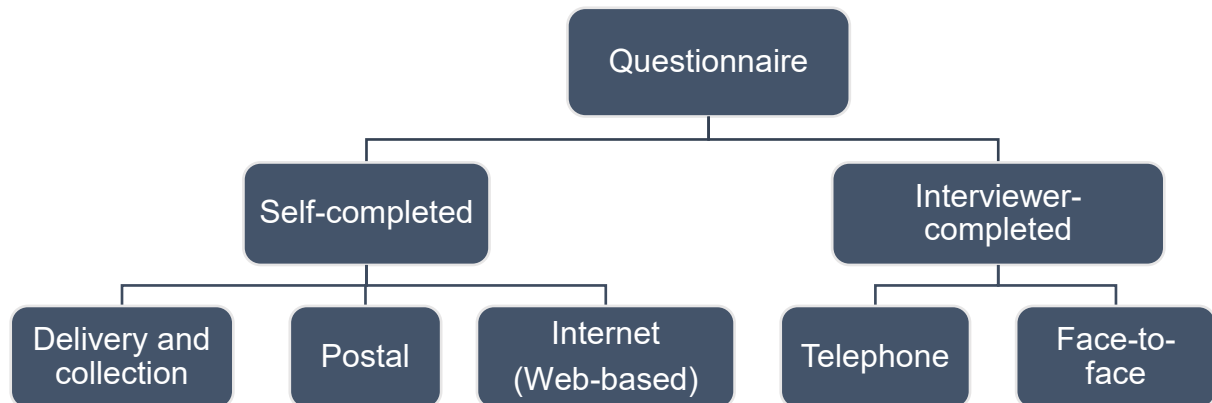 Questionnaire
Self-completed
Interviewer-
completed
Delivery and
collection
Postal
Internet
(Web-based)
Telephone
Face-to-
face